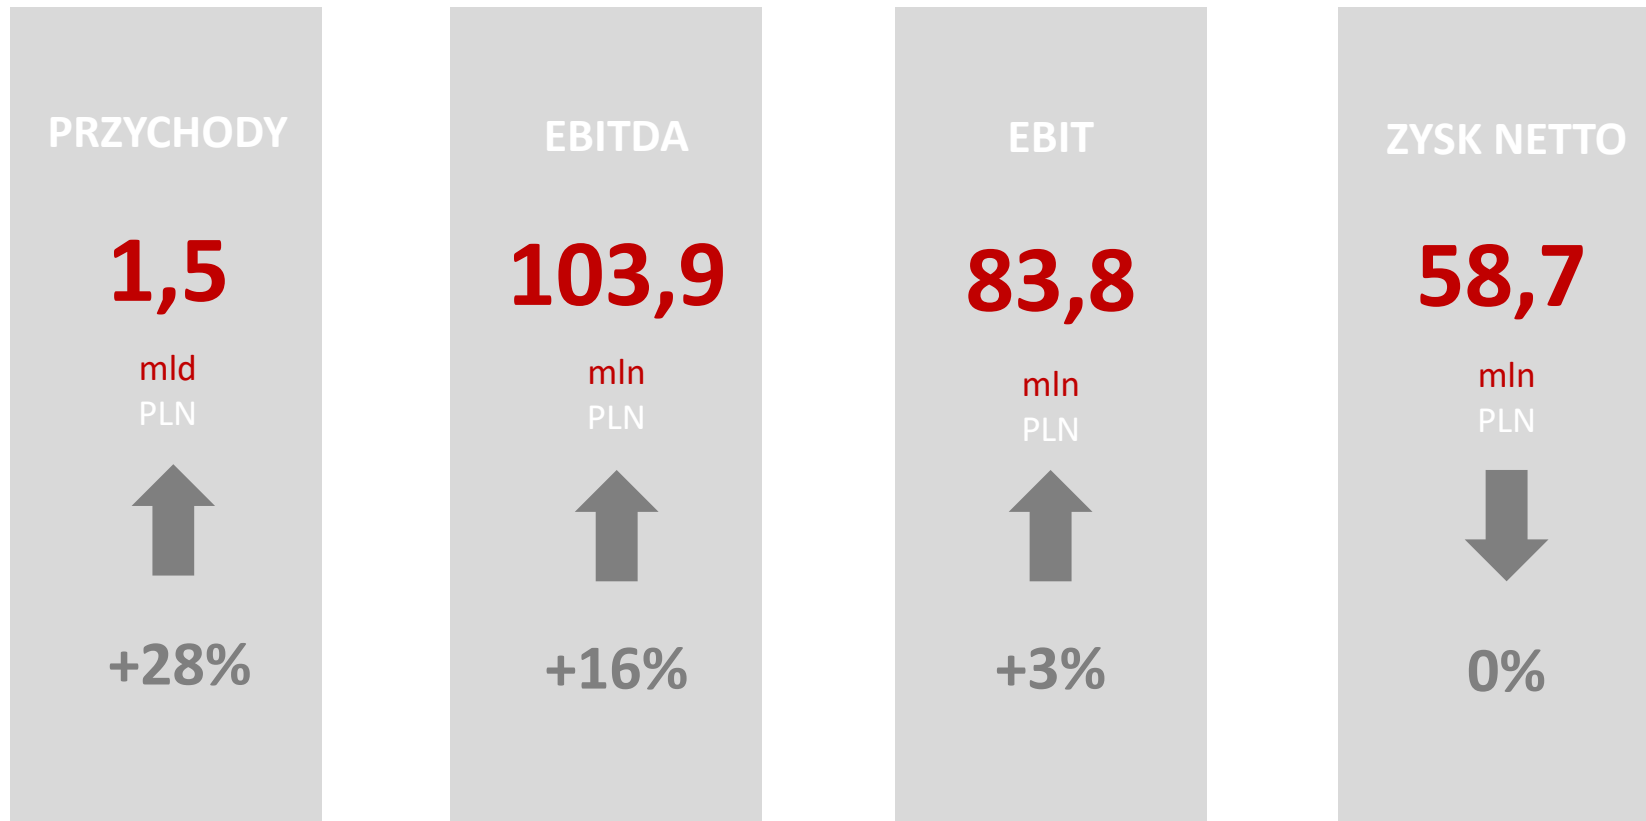 PRZYCHODY
1,5
mld
PLN
+28%
EBITDA
103,9
mln
PLN
+16%
EBIT
83,8
mln
PLN
+3%
ZYSK NETTO
58,7
mln
PLN
0%